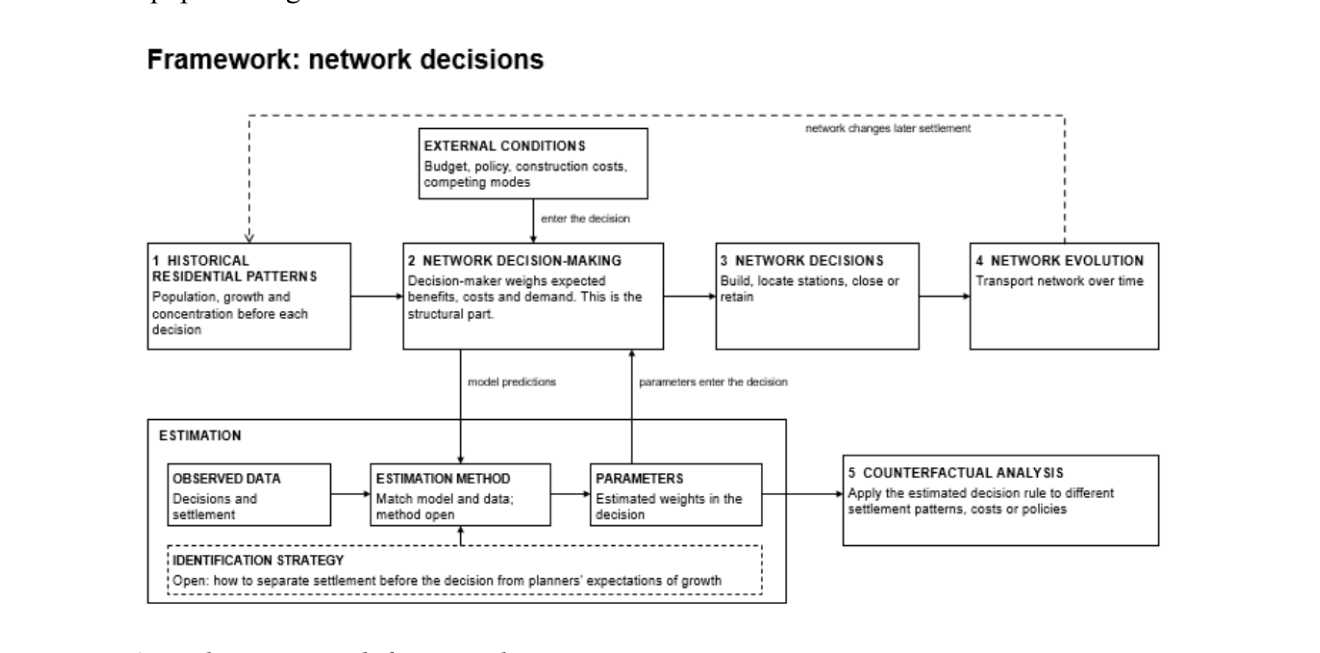 Framework: network decisions
network changes later settlement
EXTERNAL CONDITIONS
Budget, policy, construction costs,
competing modes
enter the decision
1 HISTORICAL
RESIDENTIAL PATTERNS
Population, growth and
concentration before each
decision
2 NETWORK DECISION-MAKING
Decision-maker weighs expected
benefits, costs and demand. This is the
structural part.
3 NETWORK DECISIONS
Build, locate stations, close or
retain
4 NETWORK EVOLUTION
Transport network over time
model predictions
parameters enter the decision
ESTIMATION
OBSERVED DATA
Decisions and
settlement
ESTIMATION METHOD
Match model and data;
method open
PARAMETERS
Estimated weights in the
decision
5 COUNTERFACTUAL ANALYSIS
Apply the estimated decision rule to different
settlement patterns, costs or policies
IDENTIFICATION STRATEGY
Open: how to separate settlement before the decision from planners' expectations of growth